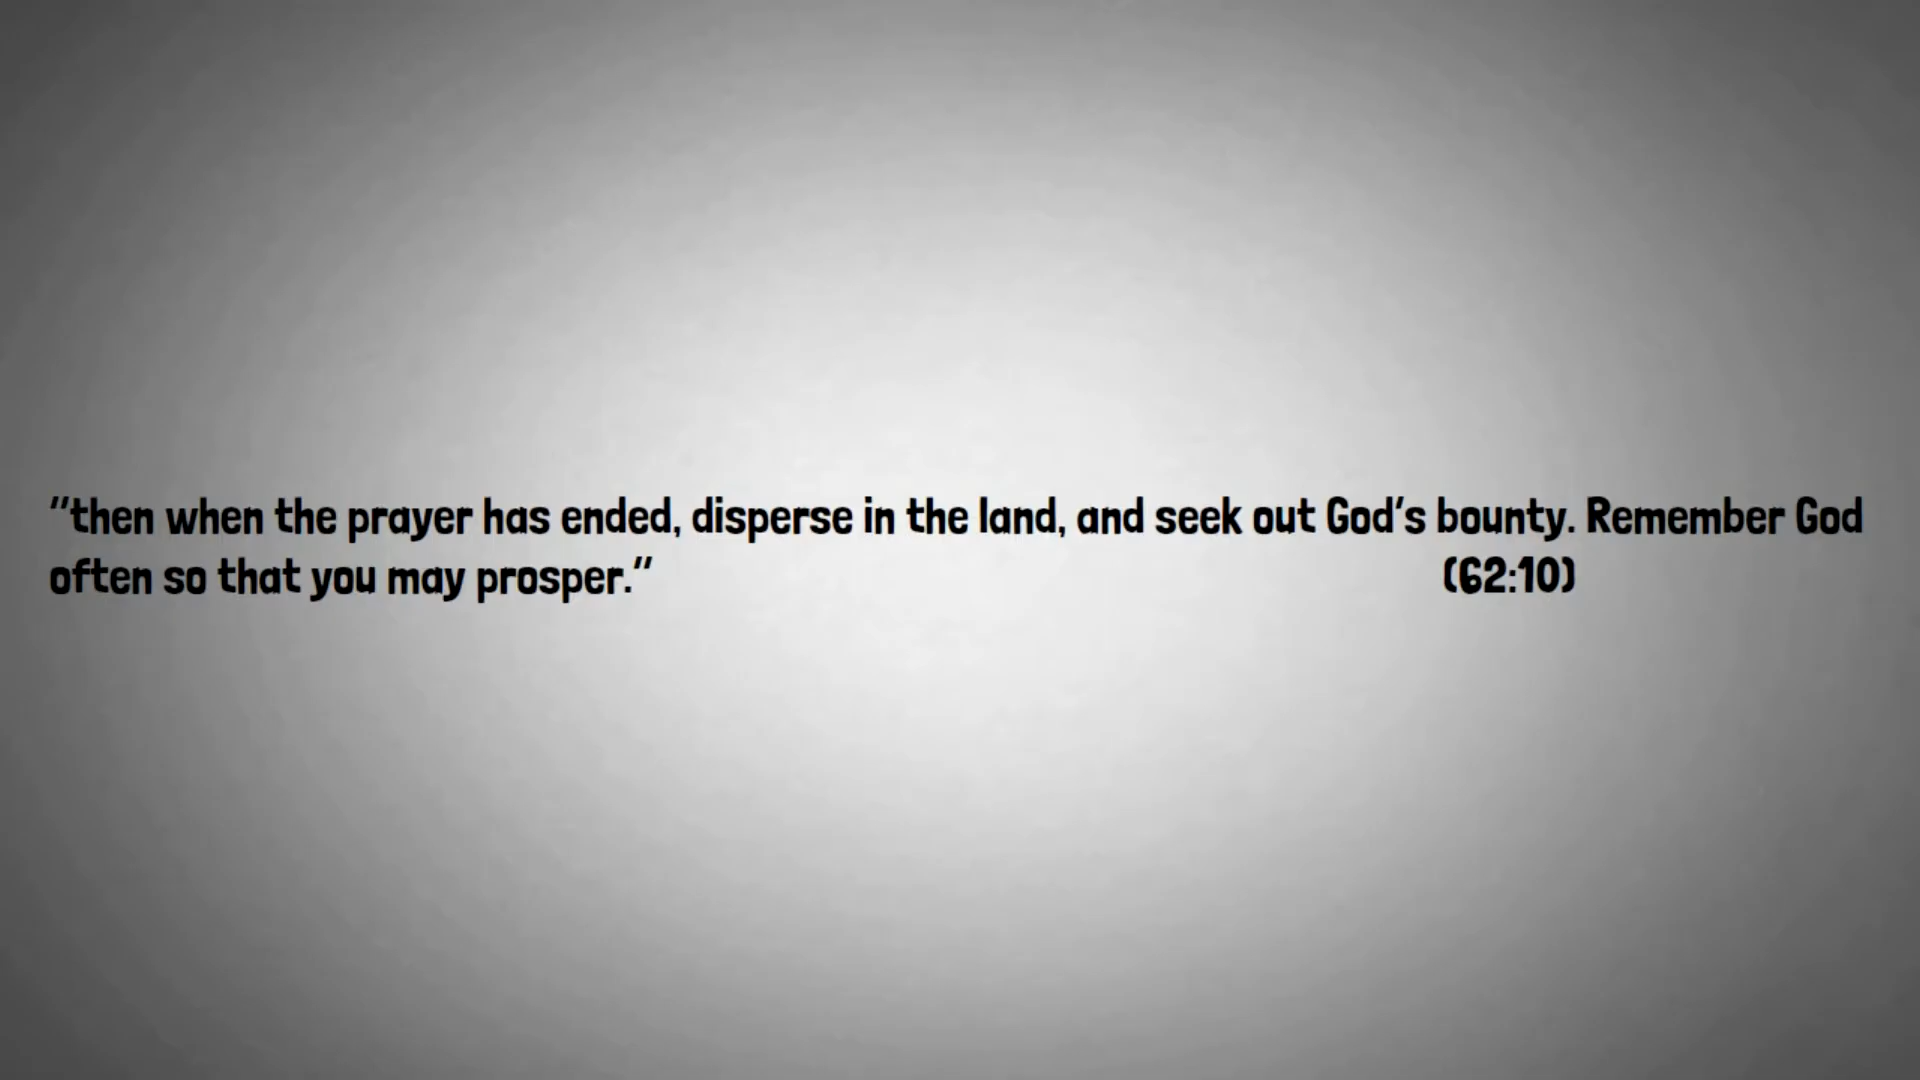 "then when the prayer has ended, disperse in the land, and seek out God's bounty. Remember God
often so that you may prosper." (62:10)